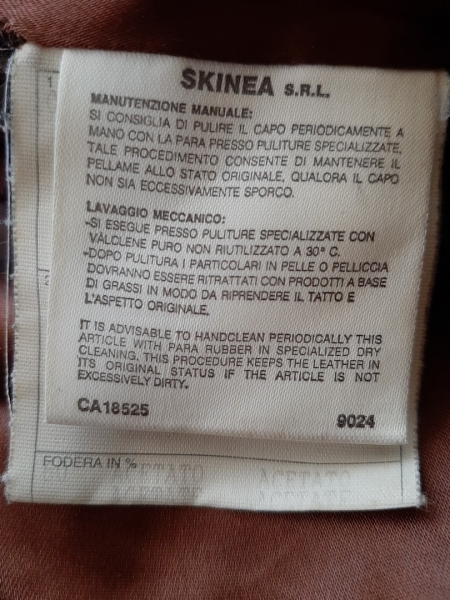 SKINEA S.R.L.
MANUTENZIONE MANUALE:
SI CONSIGLIA DI PULIRE IL CAPO PERIODICAMENTE A
MANO CON LA PARA PRESSO PULITURE SPECIALIZZATE,
TALE PROCEDIMENTO CONSENTE DI MANTENERE IL
PELLAME ALLO STATO ORIGINALE, QUALORA IL CAPO
NON SIA ECCESSIVAMENTE SPORCO.
LAVAGGIO MECCANICO:
-SI ESEGUE PRESSO PULITURE SPECIALIZZATE CON
VALCLENE PURO NON RIUTILIZZATO A 30° C.
-DOPO PULITURA I PARTICOLARI IN PELLE O PELLICCIA
DOVRANNO ESSERE RITRATTATI CON PRODOTTI A BASE
DI GRASSI IN MODO DA RIPRENDERE IL TATTO E
L'ASPETTO ORIGINALE.
IT IS ADVISABLE TO HANDCLEAN PERIODICALLY THIS
ARTICLE WITH PARA RUBBER IN SPECIALIZED DRY
CLEANING. THIS PROCEDURE KEEPS THE LEATHER IN
ITS ORIGINAL STATUS IF THE ARTICLE IS NOT
EXCESSIVELY DIRTY.
CA18525 9024
FODERA IN %
ACETATO ACETATO
ACETATE ACETATE